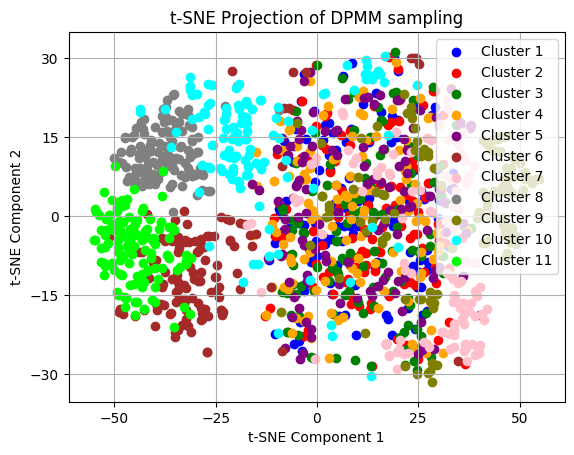 t-SNE Projection of DPMM sampling
Cluster 1
Cluster 2
Cluster 3
Cluster 4
Cluster 5
Cluster 6
Cluster 7
Cluster 8
Cluster 9
Cluster 10
Cluster 11
t-SNE Component 2
30
15
0
−15
−30
−50
−25
0
25
50
t-SNE Component 1